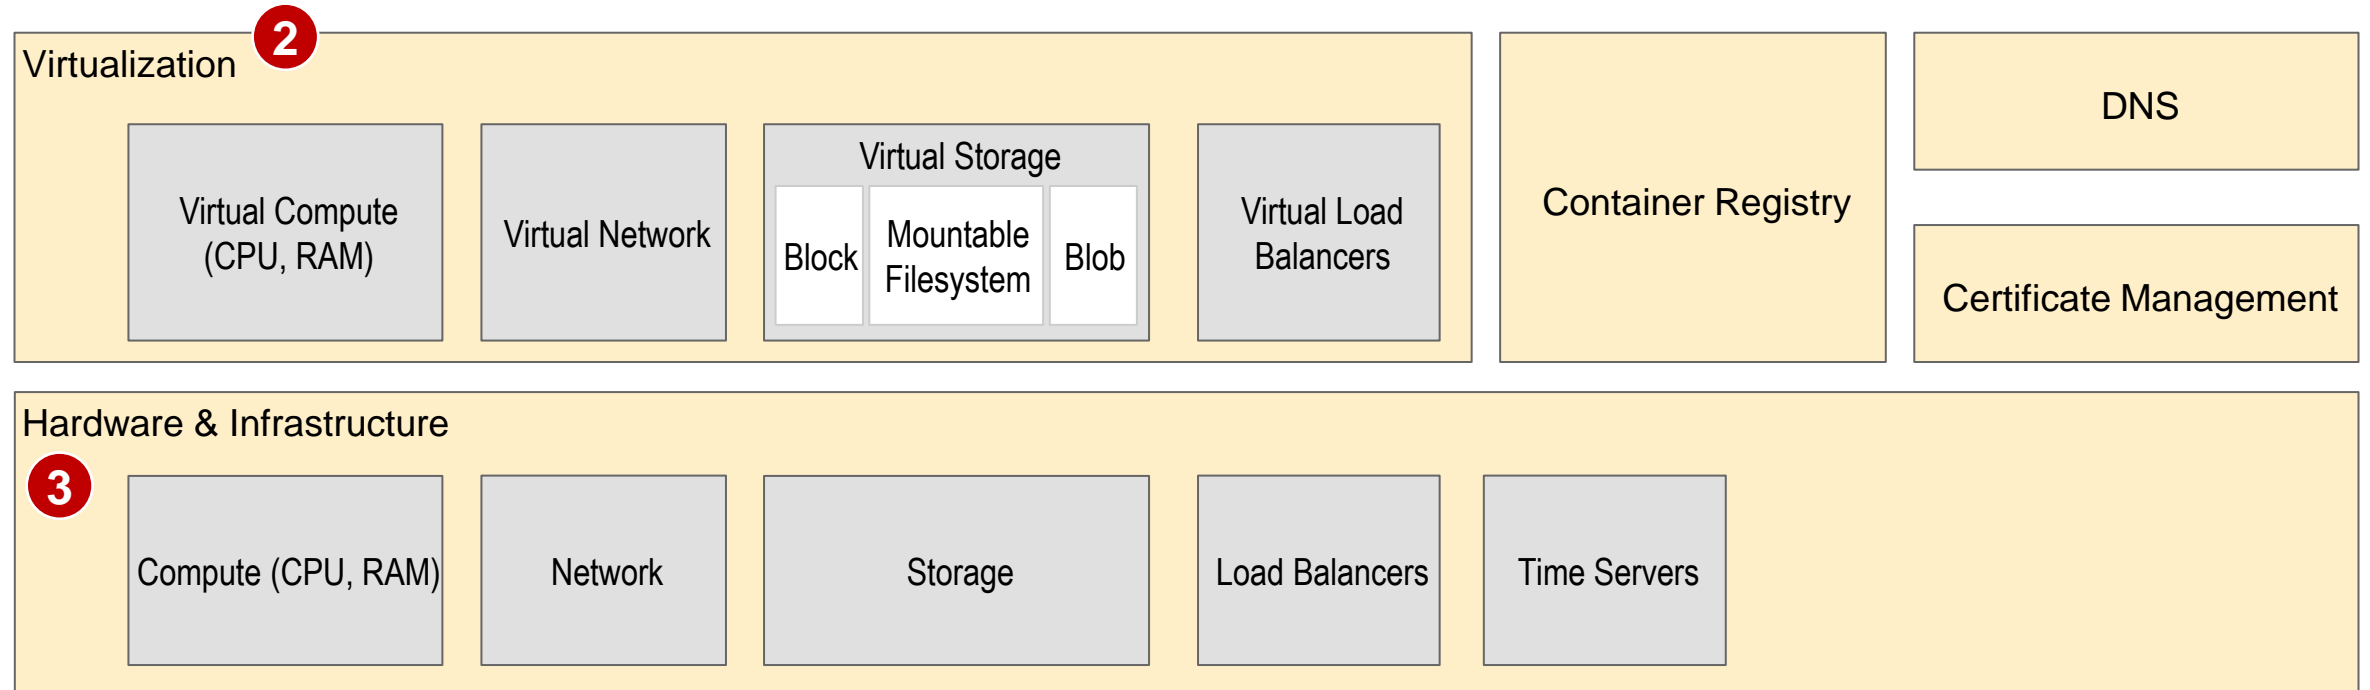 2
Virtualization
Virtual Compute
(CPU, RAM)
Virtual Network
Virtual Storage
Block
Mountable
Filesystem
Blob
Virtual Load
Balancers
Container Registry
DNS
Certificate Management
Hardware & Infrastructure
3
Compute (CPU, RAM)
Network
Storage
Load Balancers
Time Servers